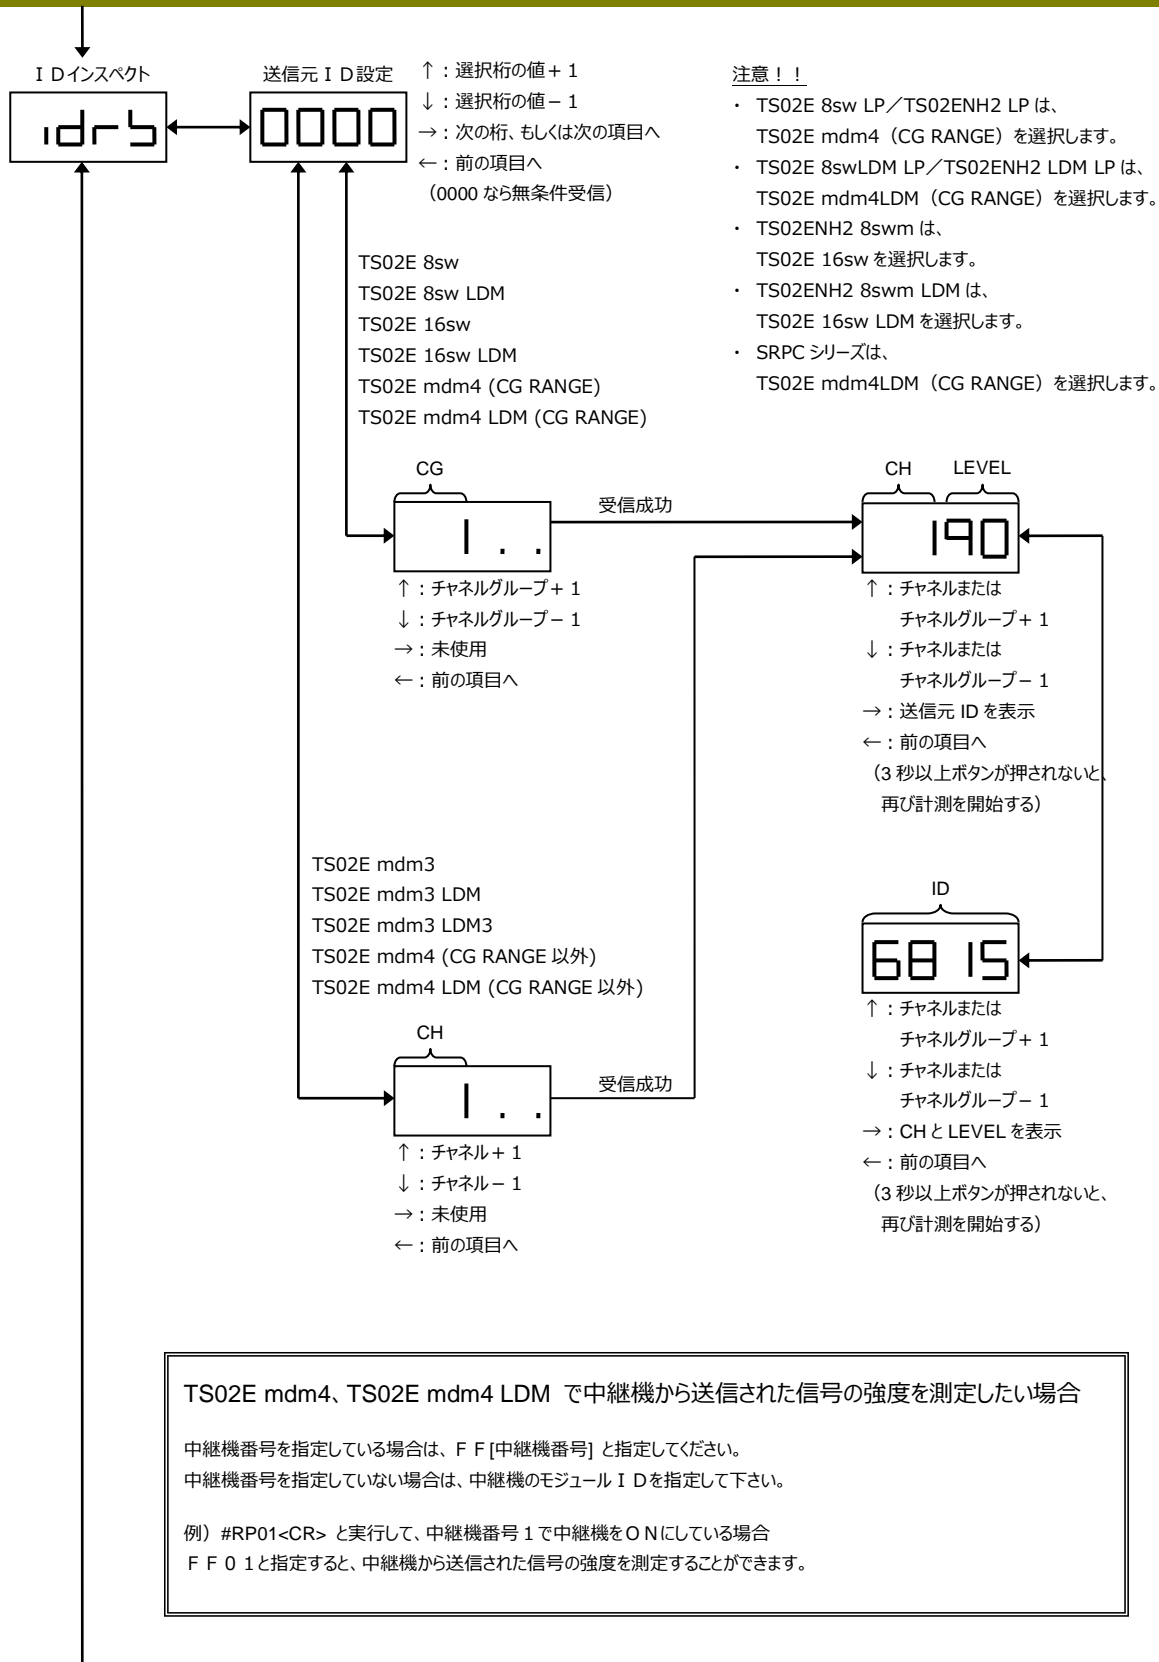 ＩＤインスペクト
idrb
送信元ＩＤ設定
0000
↑：選択桁の値＋１
↓：選択桁の値－１
→：次の桁、もしくは次の項目へ
←：前の項目へ
（0000 なら無条件受信）
注意！！
・ TS02E 8sw LP／TS02ENH2 LP は、
TS02E mdm4（CG RANGE）を選択します。
・ TS02E 8swLDM LP／TS02ENH2 LDM LP は、
TS02E mdm4LDM（CG RANGE）を選択します。
・ TS02ENH2 8swm は、
TS02E 16sw を選択します。
・ TS02ENH2 8swm LDM は、
TS02E 16sw LDM を選択します。
・ SRPC シリーズは、
TS02E mdm4LDM（CG RANGE）を選択します。
TS02E 8sw
TS02E 8sw LDM
TS02E 16sw
TS02E 16sw LDM
TS02E mdm4 (CG RANGE)
TS02E mdm4 LDM (CG RANGE)
CG
1 . .
受信成功
↑：チャネルグループ＋１
↓：チャネルグループ－１
→：未使用
←：前の項目へ
CH LEVEL
190
↑：チャネルまたは
チャネルグループ＋１
↓：チャネルまたは
チャネルグループ－１
→：送信元 ID を表示
←：前の項目へ
（3 秒以上ボタンが押されないと、
再び計測を開始する）
TS02E mdm3
TS02E mdm3 LDM
TS02E mdm3 LDM3
TS02E mdm4 (CG RANGE 以外)
TS02E mdm4 LDM (CG RANGE 以外)
CH
1 . .
受信成功
↑：チャネル＋１
↓：チャネル－１
→：未使用
←：前の項目へ
ID
6815
↑：チャネルまたは
チャネルグループ＋１
↓：チャネルまたは
チャネルグループ－１
→：CH と LEVEL を表示
←：前の項目へ
（3 秒以上ボタンが押されないと、
再び計測を開始する）
TS02E mdm4、TS02E mdm4 LDM で中継機から送信された信号の強度を測定したい場合
中継機番号を指定している場合は、ＦＦ[中継機番号] と指定してください。
中継機番号を指定していない場合は、中継機のモジュールＩＤを指定して下さい。
例）#RP01<CR> と実行して、中継機番号１で中継機をＯＮにしている場合
ＦＦ０１と指定すると、中継機から送信された信号の強度を測定することができます。